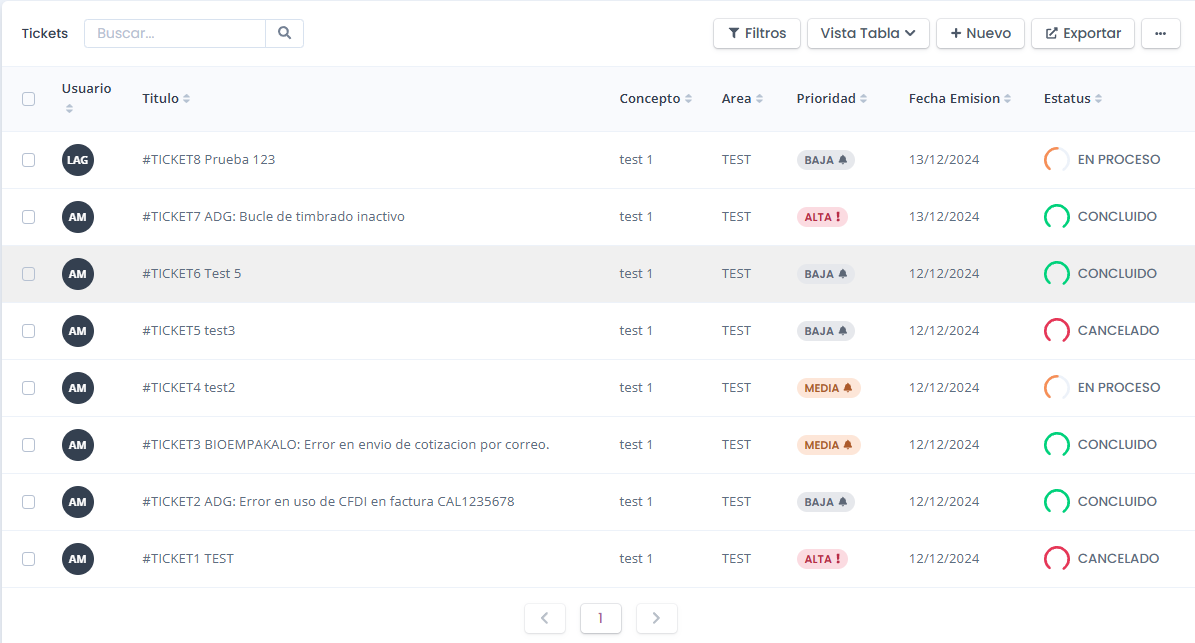 Tickets Buscar... Filtros Vista Tabla + Nuevo Exportar ...
Usuario Titulo Concepto Area Prioridad Fecha Emision Estatus
LAG #TICKET8 Prueba 123 test 1 TEST BAJA 13/12/2024 EN PROCESO
AM #TICKET7 ADG: Bucle de timbrado inactivo test 1 TEST ALTA ! 13/12/2024 CONCLUIDO
AM #TICKET6 Test 5 test 1 TEST BAJA 12/12/2024 CONCLUIDO
AM #TICKET5 test3 test 1 TEST BAJA 12/12/2024 CANCELADO
AM #TICKET4 test2 test 1 TEST MEDIA 12/12/2024 EN PROCESO
AM #TICKET3 BIOEMPAKALO: Error en envio de cotizacion por correo. test 1 TEST MEDIA 12/12/2024 CONCLUIDO
AM #TICKET2 ADG: Error en uso de CFDI en factura CAL1235678 test 1 TEST BAJA 12/12/2024 CONCLUIDO
AM #TICKET1 TEST test 1 TEST ALTA ! 12/12/2024 CANCELADO
1